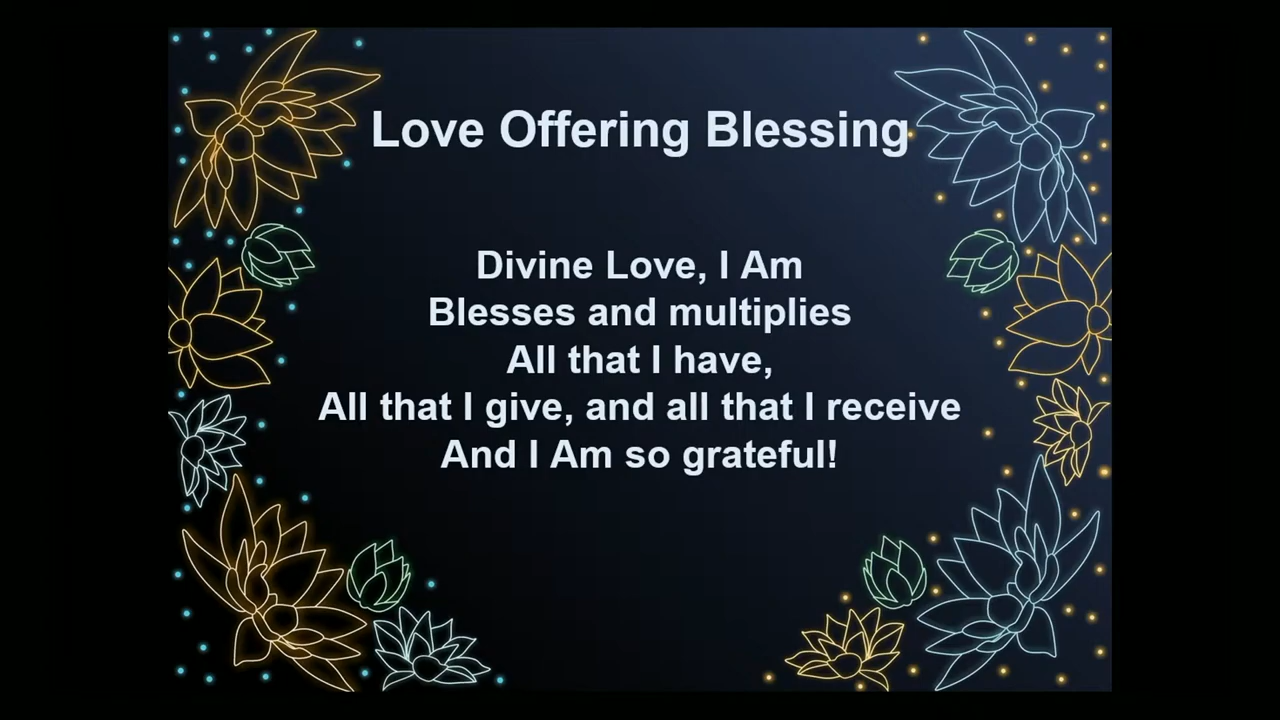 Love Offering Blessing
Divine Love, I Am
Blesses and multiplies
All that I have,
All that I give, and all that I receive
And I Am so grateful!